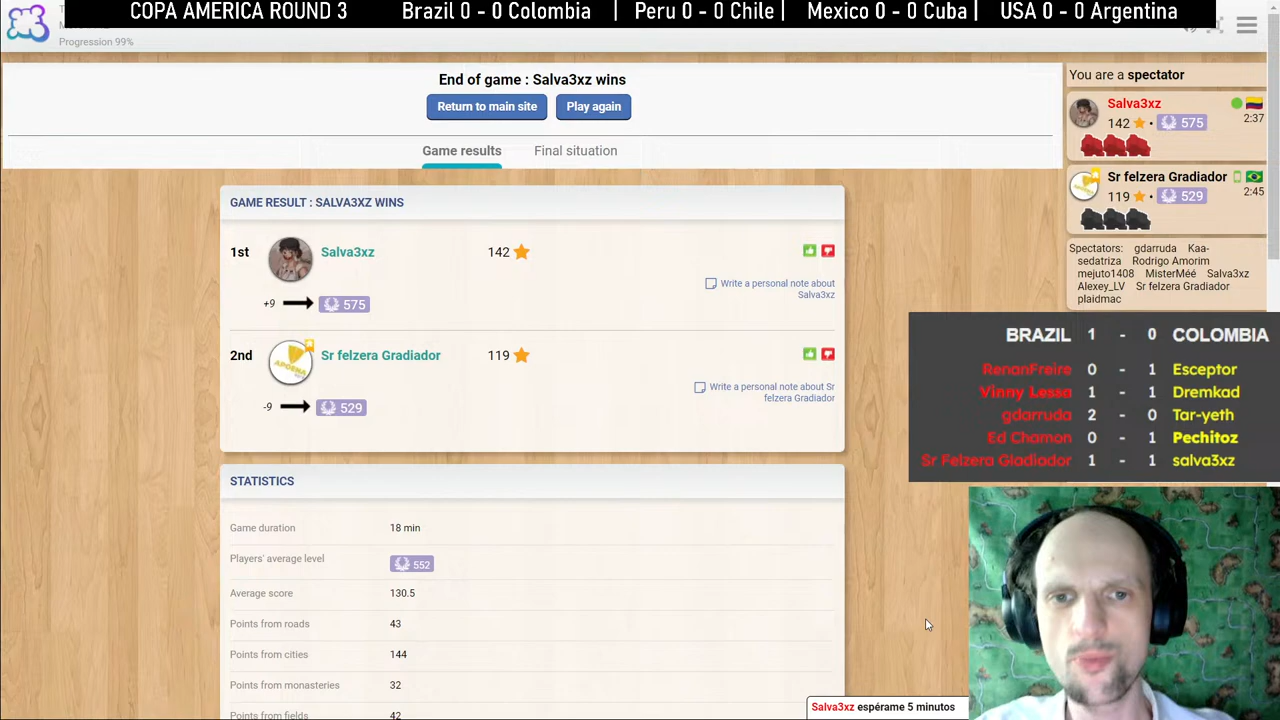 COPA AMERICA ROUND 3 Brazil 0 - 0 Colombia | Peru 0 - 0 Chile | Mexico 0 - 0 Cuba | USA 0 - 0 Argentina
Progression 99%
End of game : Salva3xz wins
Return to main site Play again
Game results Final situation
GAME RESULT : SALVA3XZ WINS
1st Salva3xz 142
Write a personal note about
Salva3xz
+9 575
2nd Sr felzera Gradiador 119
Write a personal note about Sr
felzera Gradiador
-9 529
STATISTICS
Game duration 18 min
Players' average level 552
Average score 130.5
Points from roads 43
Points from cities 144
Points from monasteries 32
Points from fields 42
You are a spectator
Salva3xz
142 • 575 2:37
Sr felzera Gradiador
119 • 529 2:45
Spectators: gdarruda Kaa-
sedatriza Rodrigo Amorim
mejuto1408 MisterMéé Salva3xz
Alexey_LV Sr felzera Gradiador
plaidmac
BRAZIL 1 - 0 COLOMBIA
RenanFreire 0 - 1 Esceptor
Vinny Lessa 1 - 1 Dremkad
gdarruda 2 - 0 Tar-yeth
Ed Chamon 0 - 1 Pechitoz
Sr Felzera Gladiador 1 - 1 salva3xz
Salva3xz espérame 5 minutos